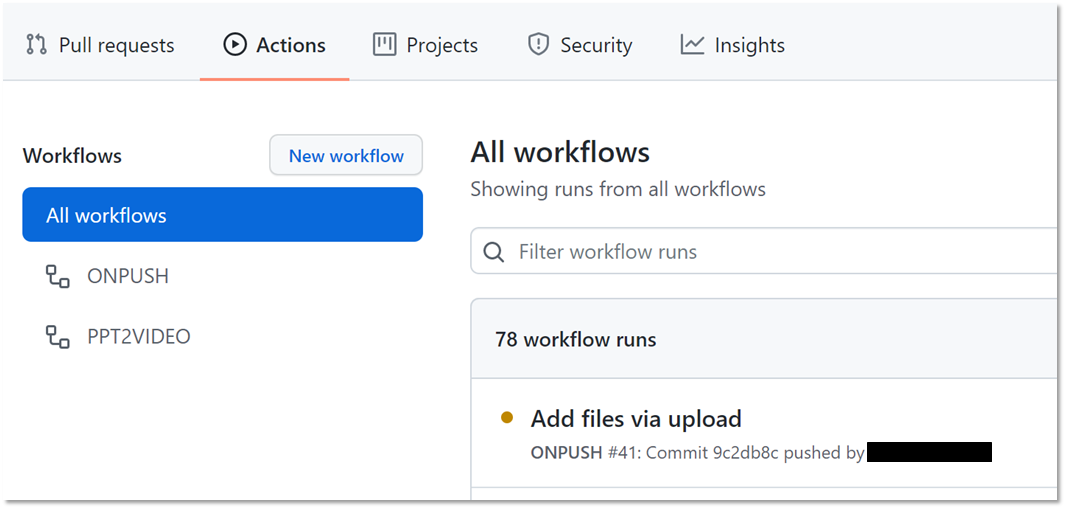 Pull requests Actions Projects Security Insights
Workflows New workflow
All workflows
ONPUSH
PPT2VIDEO
All workflows
Showing runs from all workflows
Filter workflow runs
78 workflow runs
Add files via upload
ONPUSH #41: Commit 9c2db8c pushed by